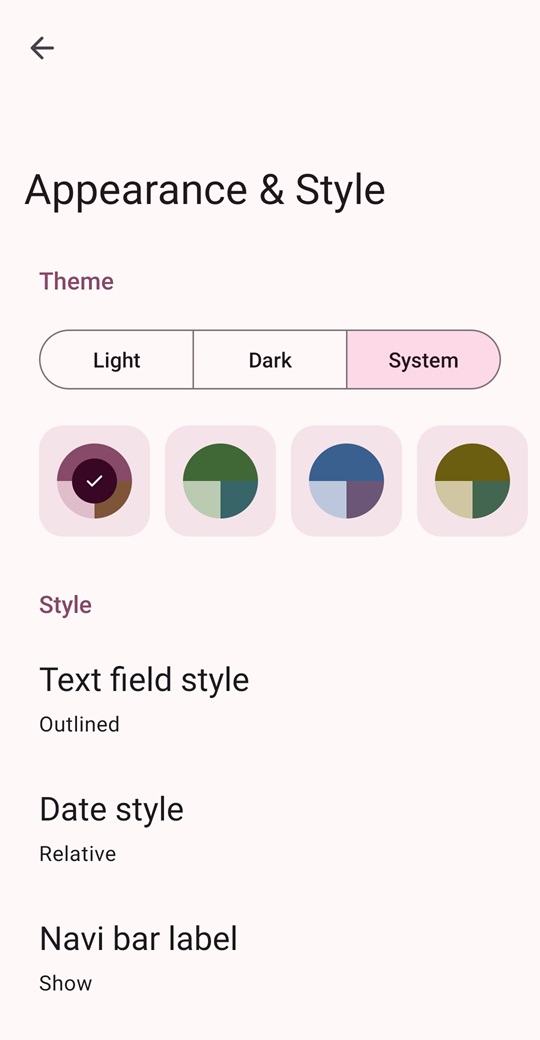 Appearance & Style
Theme
Light Dark System
Style
Text field style
Outlined
Date style
Relative
Navi bar label
Show